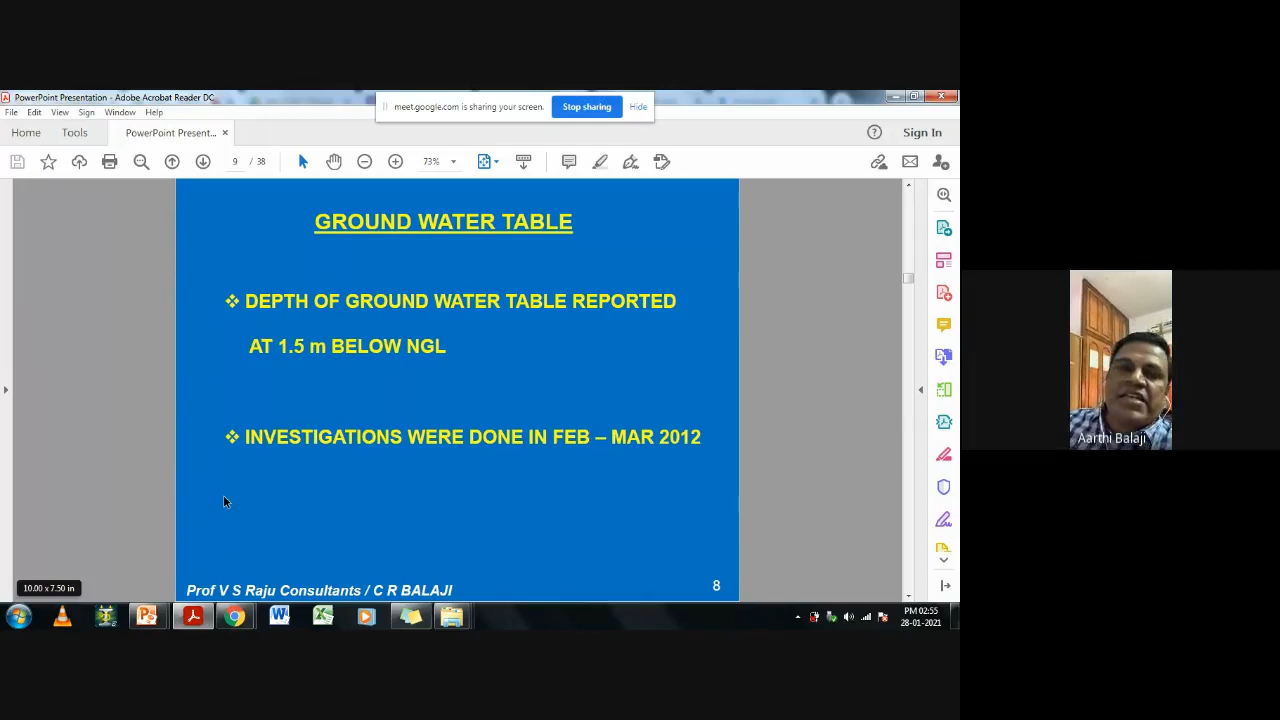 PowerPoint Presentation - Adobe Acrobat Reader DC
File Edit View Sign Window Help
meet.google.com is sharing your screen. Stop sharing Hide
Home Tools PowerPoint Present... × Sign In
9 / 38 73%
GROUND WATER TABLE
❖ DEPTH OF GROUND WATER TABLE REPORTED
AT 1.5 m BELOW NGL
❖ INVESTIGATIONS WERE DONE IN FEB – MAR 2012
Aarthi Balaji
10.00 x 7.50 in
Prof V S Raju Consultants / C R BALAJI 8
PM 02:55
28-01-2021